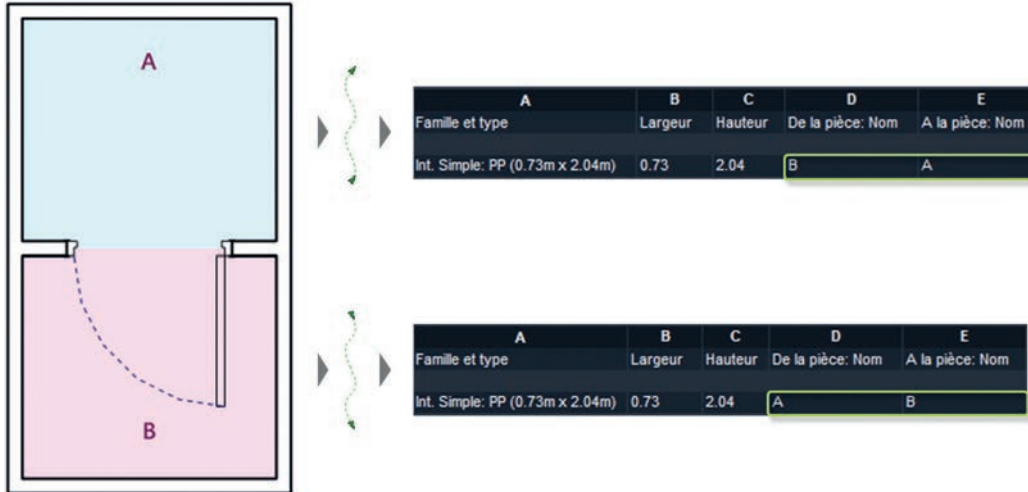 A
B
A B C D E
Famille et type Largeur Hauteur De la pièce: Nom A la pièce: Nom
Int. Simple: PP (0.73m x 2.04m) 0.73 2.04 B A
A B C D E
Famille et type Largeur Hauteur De la pièce: Nom A la pièce: Nom
Int. Simple: PP (0.73m x 2.04m) 0.73 2.04 A B